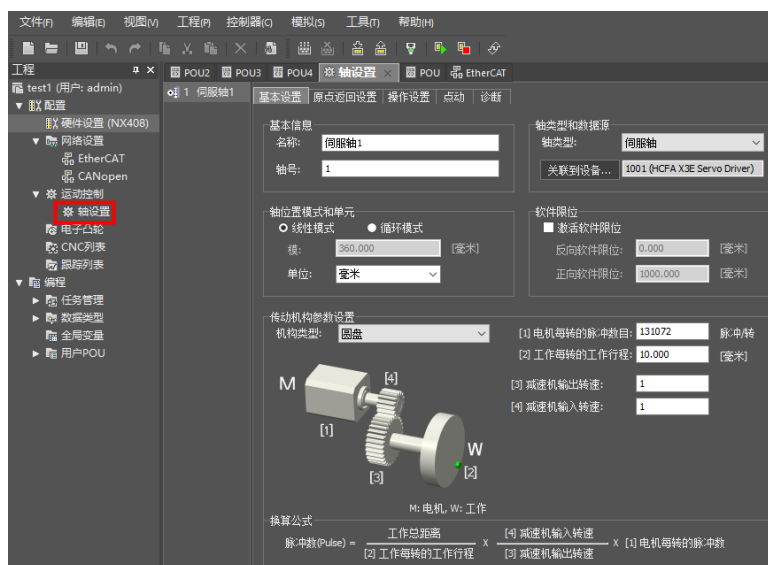 文件(F) 编辑(E) 视图(V) 工程(P) 控制器(C) 模拟(S) 工具(T) 帮助(H)
工程
POU2 POU3 POU4 轴设置 POU EtherCAT
test1 (用户: admin)
配置
硬件设置 (NX408)
网络设置
EtherCAT
CANopen
运动控制
轴设置
电子凸轮
CNC列表
跟踪列表
编程
任务管理
数据类型
全局变量
用户POU
1 伺服轴1
基本设置 原点返回设置 操作设置 点动 诊断
基本信息
名称: 伺服轴1
轴号: 1
轴类型和数据源
轴类型: 伺服轴
关联到设备... 1001 (HCFA X3E Servo Driver)
轴位置模式和单元
线性模式 循环模式
模: 360.000 [毫米]
单位: 毫米
软件限位
激活软件限位
反向软件限位: 0.000 [毫米]
正向软件限位: 1000.000 [毫米]
传动机构参数设置
机构类型: 圆盘
[1] 电机每转的脉冲数目: 131072 脉冲/转
[2] 工作每转的工作行程: 10.000 [毫米]
[3] 减速机输出转速: 1
[4] 减速机输入转速: 1
M [4]
[1]
W
[3] [2]
M: 电机, W: 工作
换算公式
脉冲数(Pulse) = 工作总距离 / [2] 工作每转的工作行程 X [4] 减速机输入转速 / [3] 减速机输出转速 X [1] 电机每转的脉冲数